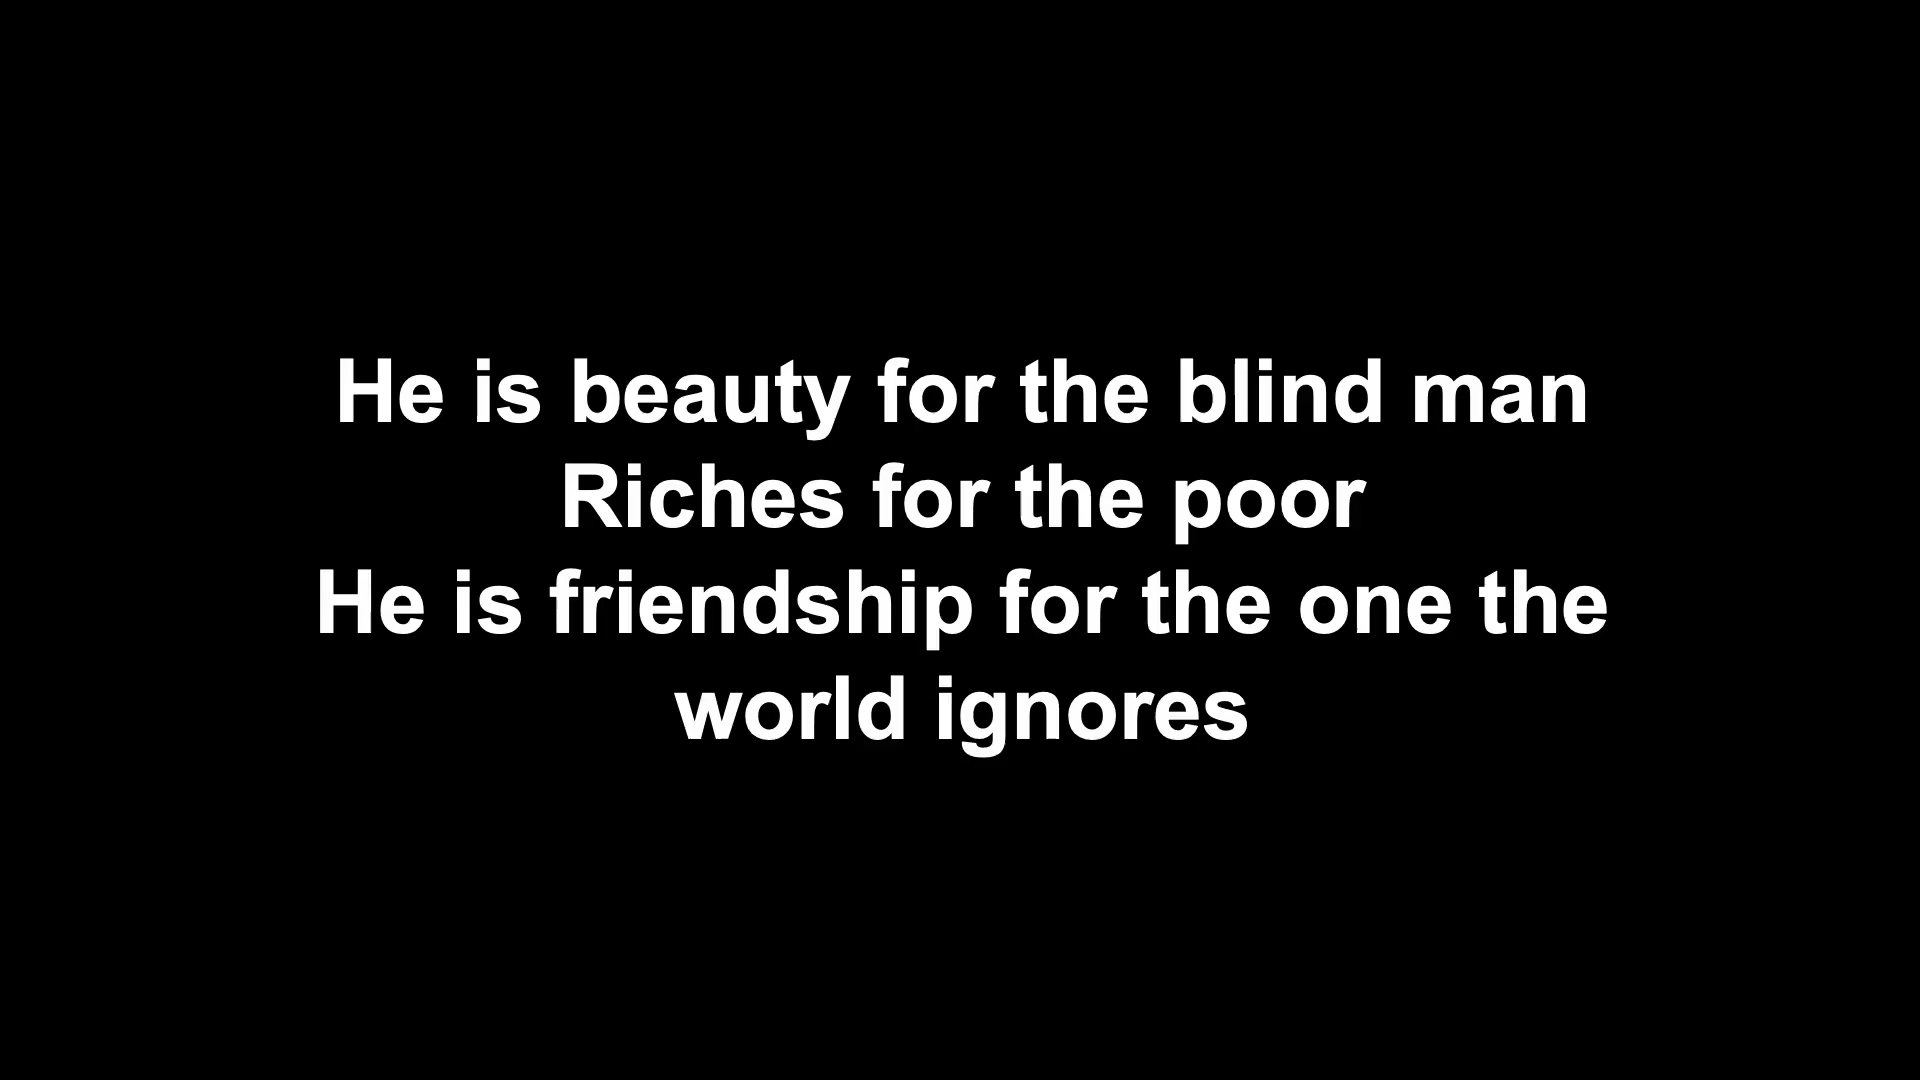 He is beauty for the blind man
Riches for the poor
He is friendship for the one the
world ignores